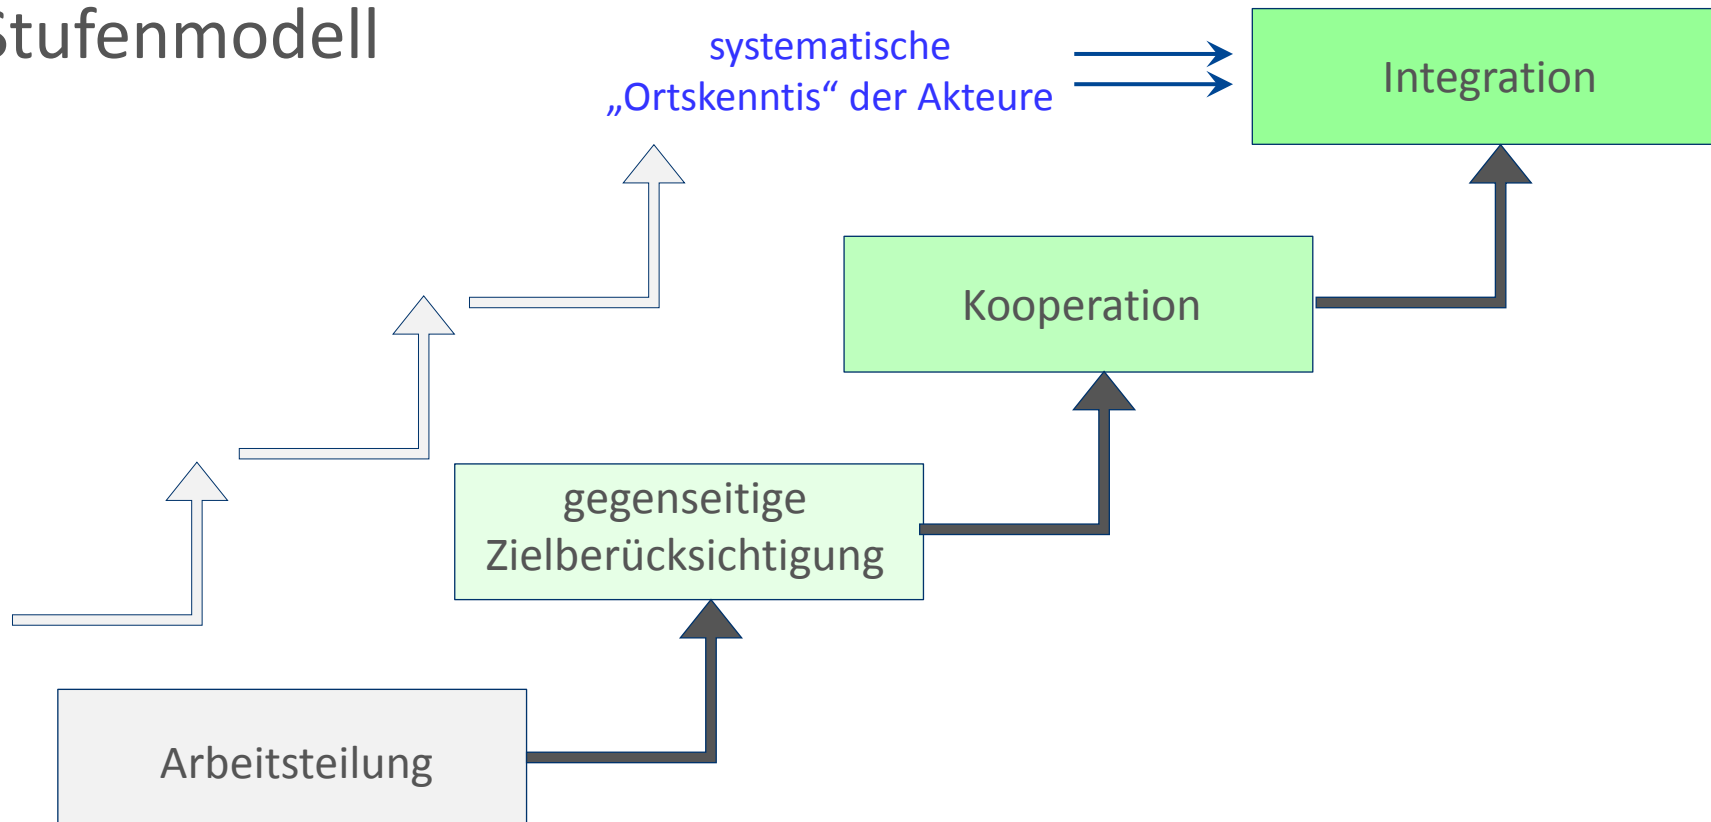 Stufenmodell
systematische
„Ortskenntis“ der Akteure
Integration
Kooperation
gegenseitige
Zielberücksichtigung
Arbeitsteilung